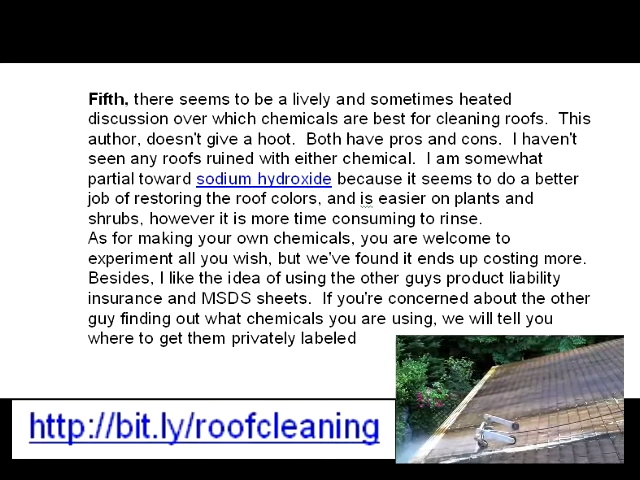 Fifth, there seems to be a lively and sometimes heated
discussion over which chemicals are best for cleaning roofs.  This
author, doesn't give a hoot.  Both have pros and cons.  I haven't
seen any roofs ruined with either chemical.  I am somewhat
partial toward sodium hydroxide because it seems to do a better
job of restoring the roof colors, and is easier on plants and
shrubs, however it is more time consuming to rinse.
As for making your own chemicals, you are welcome to
experiment all you wish, but we've found it ends up costing more.
Besides, I like the idea of using the other guys product liability
insurance and MSDS sheets.  If you're concerned about the other
guy finding out what chemicals you are using, we will tell you
where to get them privately labeled
http://bit.ly/roofcleaning